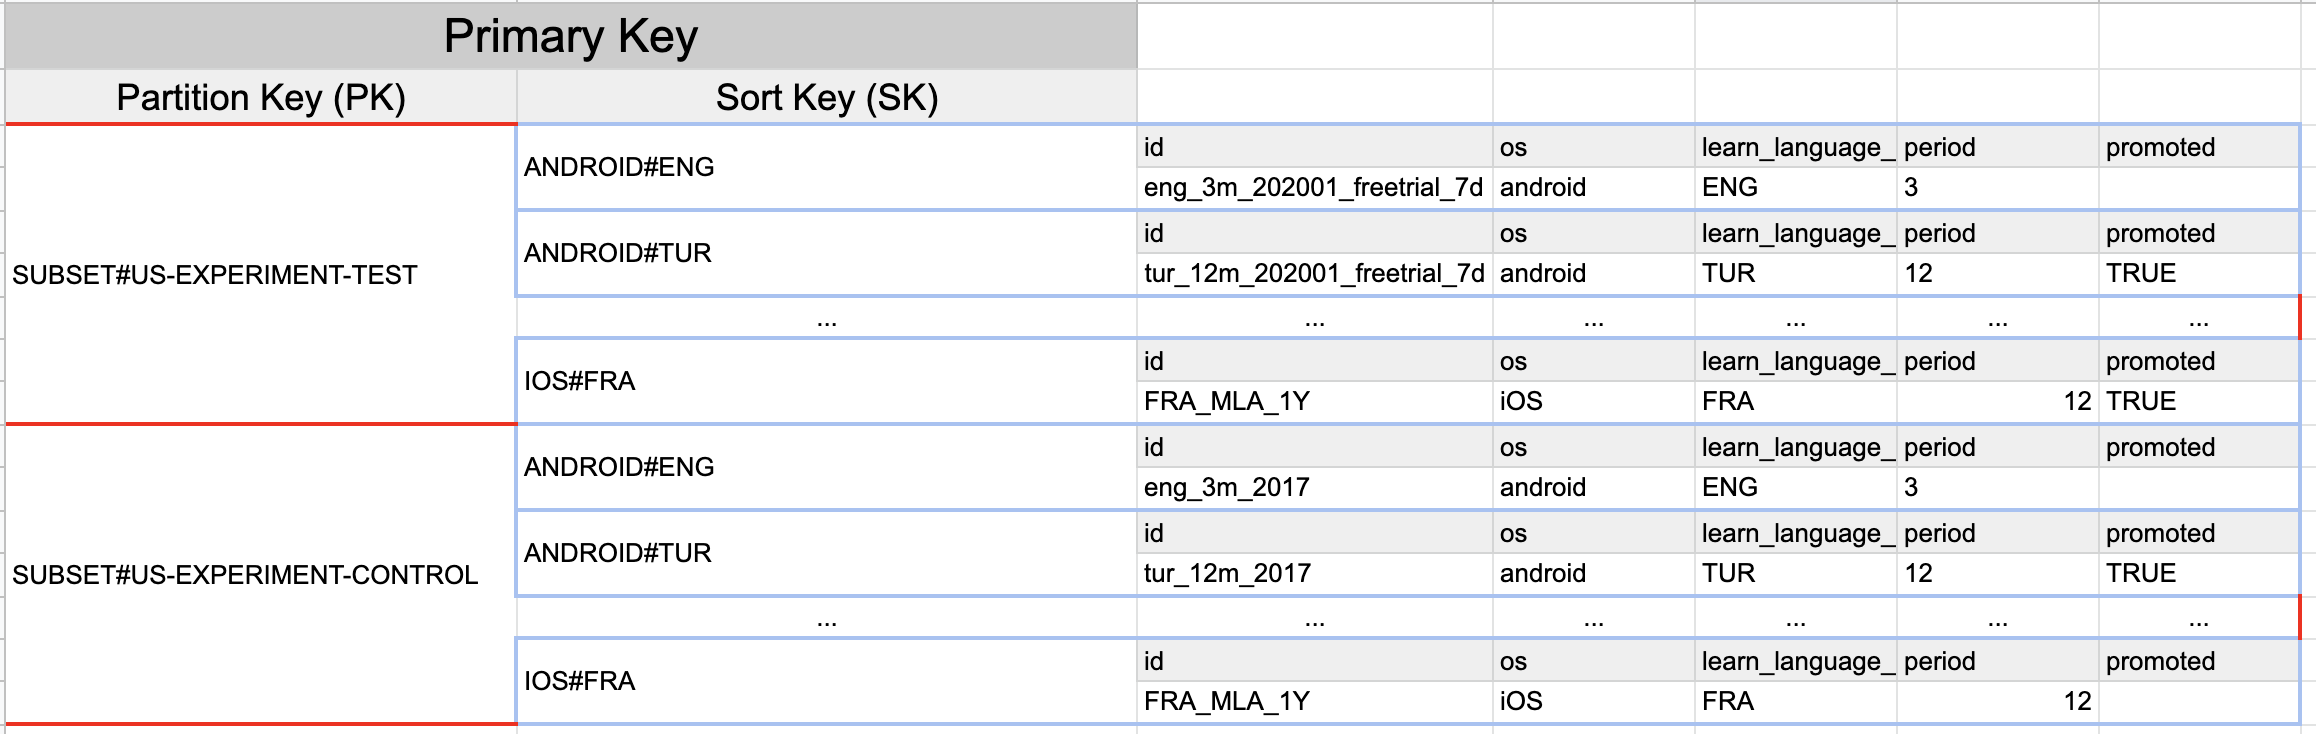 Primary Key
Partition Key (PK) Sort Key (SK)
SUBSET#US-EXPERIMENT-TEST
ANDROID#ENG
id os learn_language_ period promoted
eng_3m_202001_freetrial_7d android ENG 3
ANDROID#TUR
id os learn_language_ period promoted
tur_12m_202001_freetrial_7d android TUR 12 TRUE
... ... ... ... ... ...
IOS#FRA
id os learn_language_ period promoted
FRA_MLA_1Y iOS FRA 12 TRUE
SUBSET#US-EXPERIMENT-CONTROL
ANDROID#ENG
id os learn_language_ period promoted
eng_3m_2017 android ENG 3
ANDROID#TUR
id os learn_language_ period promoted
tur_12m_2017 android TUR 12 TRUE
... ... ... ... ... ...
IOS#FRA
id os learn_language_ period promoted
FRA_MLA_1Y iOS FRA 12